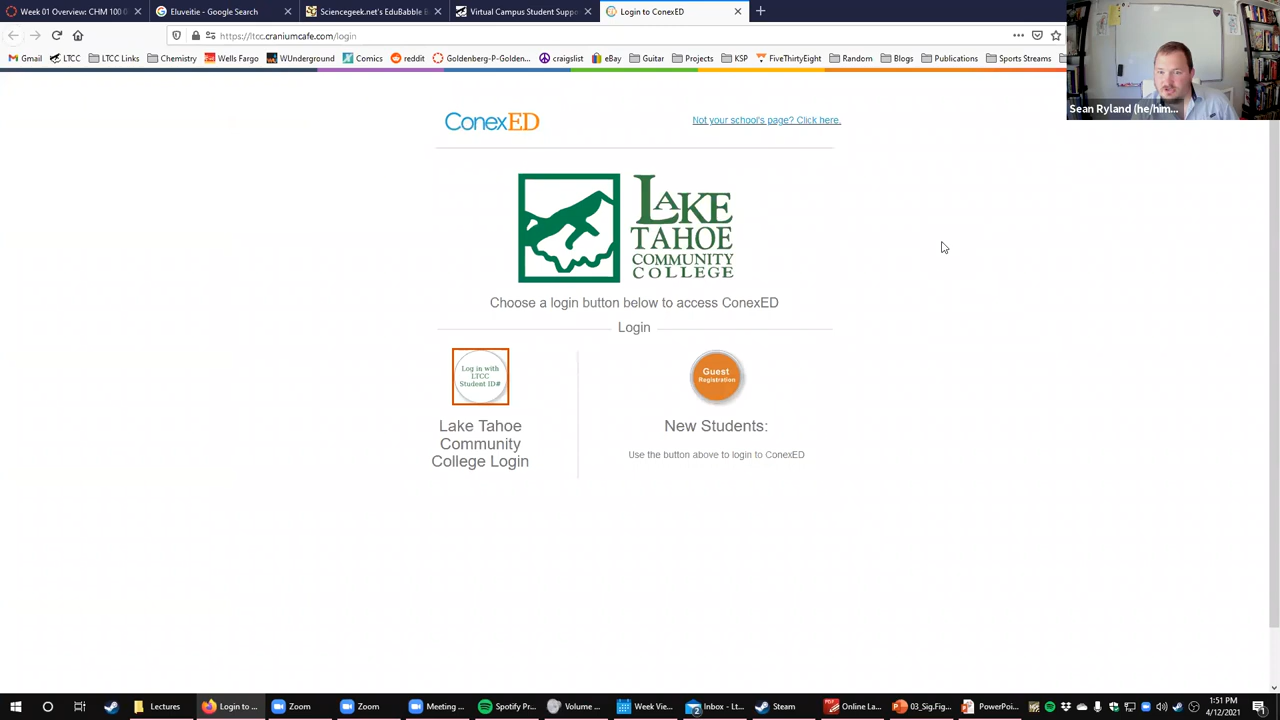 Week 01 Overview: CHM 100 0
Eluveitie - Google Search
Sciencegeek.net's EduBabble B
Virtual Campus Student Suppo
Login to ConexED
https://ltcc.craniumcafe.com/login
Gmail
LTCC
LTCC Links
Chemistry
Wells Fargo
WUnderground
Comics
reddit
Goldenberg-P-Golden...
craigslist
eBay
Guitar
Projects
KSP
FiveThirtyEight
Random
Blogs
Publications
Sports Streams
Sean Ryland (he/him...
ConexED
Not your school's page? Click here.
LAKE
TAHOE
COMMUNITY
COLLEGE
Choose a login button below to access ConexED
Login
Log in with
LTCC
Student ID#
Guest
Registration
Lake Tahoe
Community
College Login
New Students:
Use the button above to login to ConexED
Lectures
Login to ...
Zoom
Zoom
Meeting ...
Spotify Pr...
Volume ...
Week Vie...
2
Inbox - Lt...
Steam
Online La...
03_Sig.Fig...
PowerPoi...
1:51 PM
4/12/2021
1